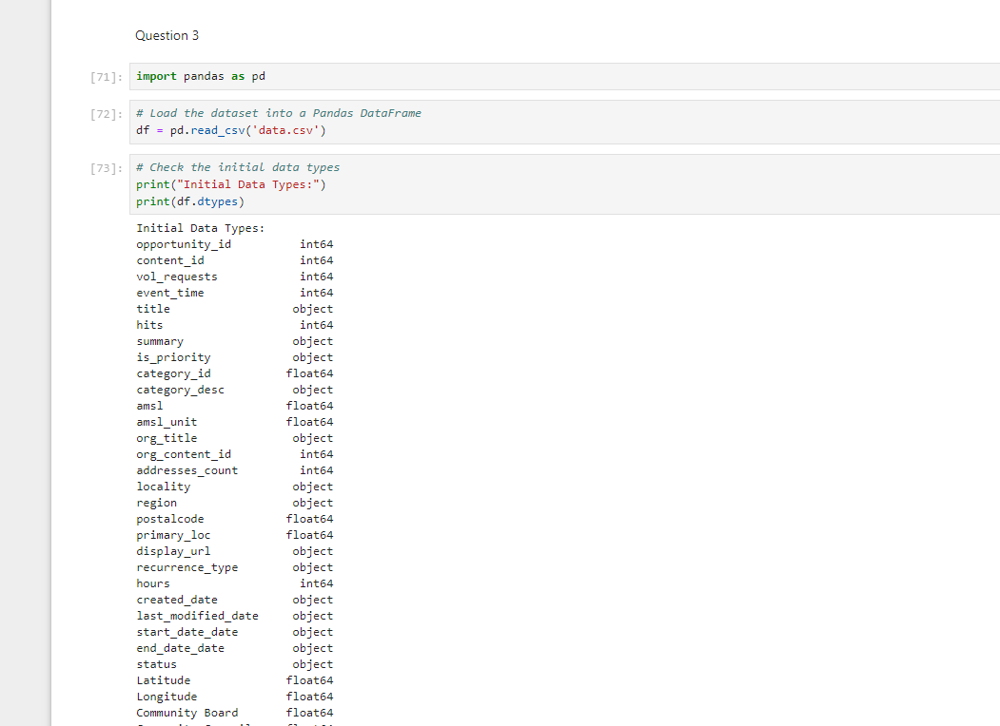 Question 3
[71]: import pandas as pd
[72]: # Load the dataset into a Pandas DataFrame
df = pd.read_csv('data.csv')
[73]: # Check the initial data types
print("Initial Data Types:")
print(df.dtypes)
Initial Data Types:
opportunity_id int64
content_id int64
vol_requests int64
event_time int64
title object
hits int64
summary object
is_priority object
category_id float64
category_desc object
amsl float64
amsl_unit float64
org_title object
org_content_id int64
addresses_count int64
locality object
region object
postalcode float64
primary_loc float64
display_url object
recurrence_type object
hours int64
created_date object
last_modified_date object
start_date_date object
end_date_date object
status object
Latitude float64
Longitude float64
Community Board float64